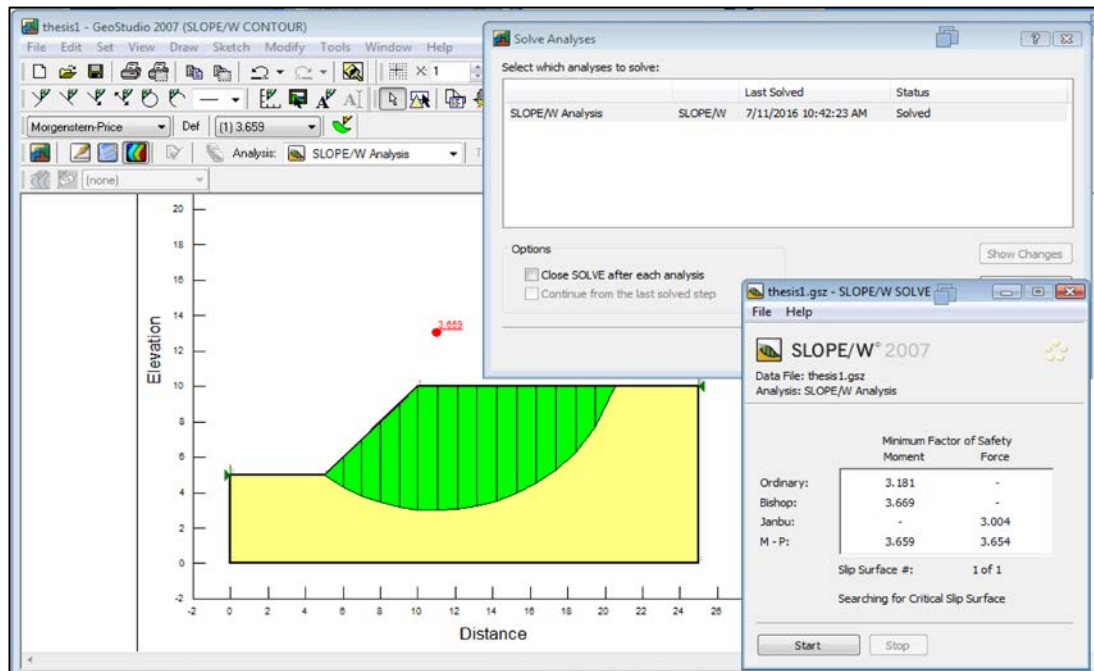 thesis1 - GeoStudio 2007 (SLOPE/W CONTOUR)
File Edit Set View Draw Sketch Modify Tools Window Help
1
Morgenstern-Price Def (1) 3.659
Analysis: SLOPE/W Analysis
(none)
20
18
16
14
12
10
8
6
4
2
0
-2
Elevation
3.659
-2 0 2 4 6 8 10 12 14 16 18 20 22 24 26
Distance
Solve Analyses
Select which analyses to solve:
Last Solved Status
SLOPE/W Analysis SLOPE/W 7/11/2016 10:42:23 AM Solved
Options
Close SOLVE after each analysis
Continue from the last solved step
Show Changes
thesis1.gsz - SLOPE/W SOLVE
File Help
SLOPE/W® 2007
Data File: thesis1.gsz
Analysis: SLOPE/W Analysis
Minimum Factor of Safety
Moment Force
Ordinary: 3.181 -
Bishop: 3.669 -
Janbu: - 3.004
M - P: 3.659 3.654
Slip Surface #: 1 of 1
Searching for Critical Slip Surface
Start Stop